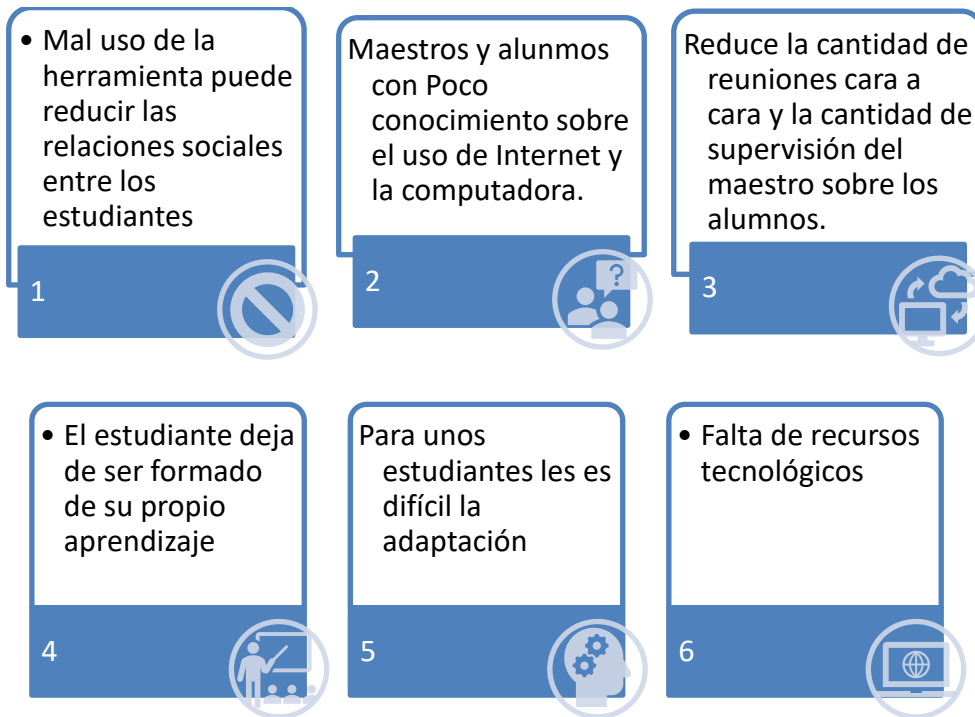 • Mal uso de la
herramienta puede
reducir las
relaciones sociales
entre los
estudiantes
1
Maestros y alunmos
con Poco
conocimiento sobre
el uso de Internet y
la computadora.
2
?
Reduce la cantidad de
reuniones cara a
cara y la cantidad de
supervisión del
maestro sobre los
alumnos.
3
• El estudiante deja
de ser formado
de su propio
aprendizaje
4
Para unos
estudiantes les es
difícil la
adaptación
5
• Falta de recursos
tecnológicos
6